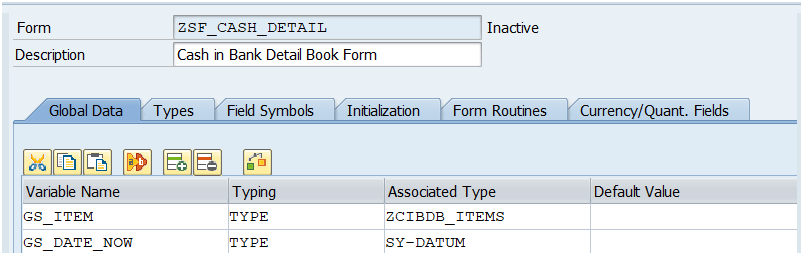 Form ZSF_CASH_DETAIL Inactive
Description Cash in Bank Detail Book Form
Global Data Types Field Symbols Initialization Form Routines Currency/Quant. Fields
Variable Name Typing Associated Type Default Value
GS_ITEM TYPE ZCIBDB_ITEMS
GS_DATE_NOW TYPE SY-DATUM